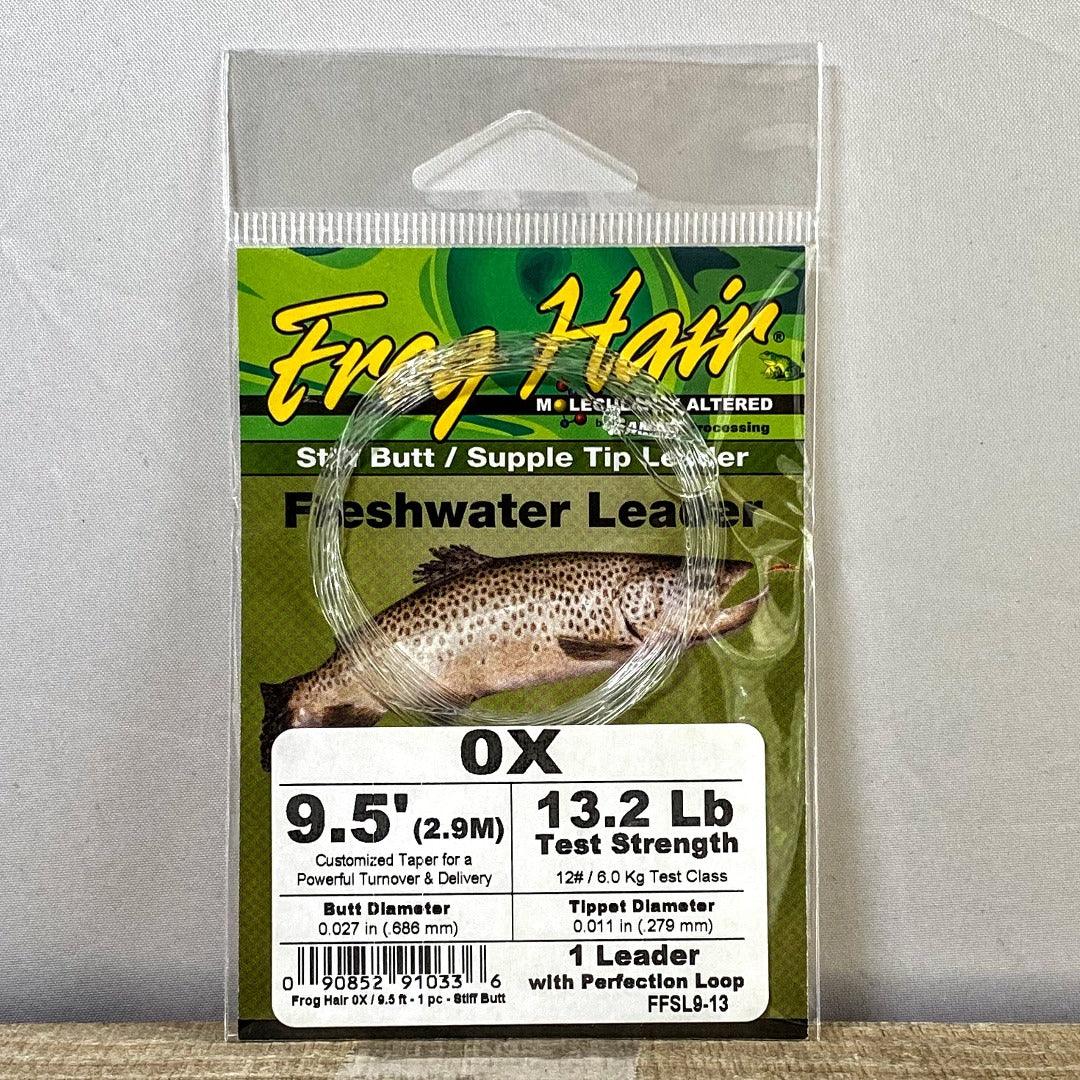 Frog Hair®
MOLECULARLY ALTERED
by GAMMA Processing
Stiff Butt / Supple Tip Leader
Freshwater Leader
0X
9.5' (2.9M)
Customized Taper for a
Powerful Turnover & Delivery
13.2 Lb
Test Strength
12# / 6.0 Kg Test Class
Butt Diameter
0.027 in (.686 mm)
Tippet Diameter
0.011 in (.279 mm)
0 90852 91033 6
Frog Hair 0X / 9.5 ft - 1 pc - Stiff Butt
1 Leader
with Perfection Loop
FFSL9-13